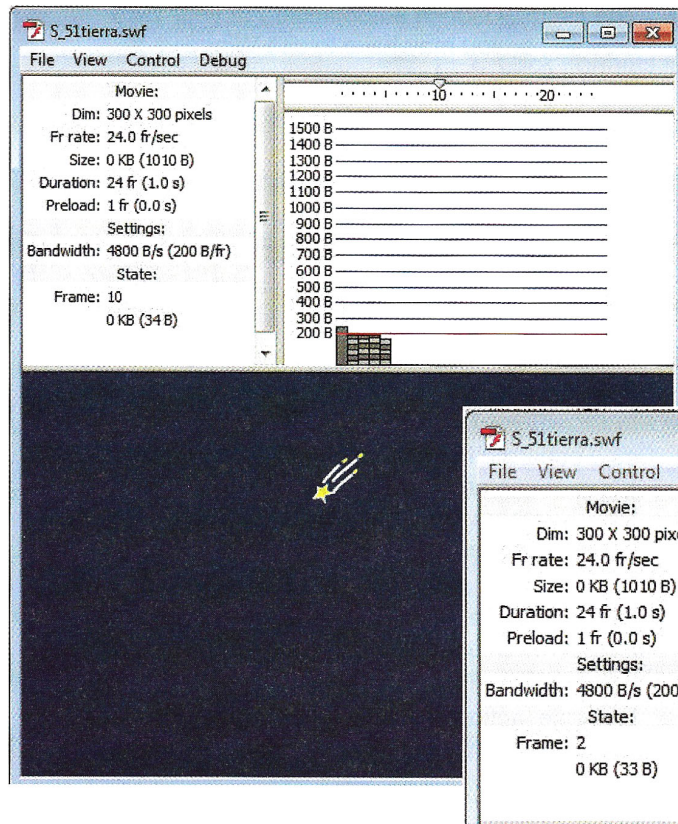 S_51tierra.swf
File View Control Debug
Movie:
Dim: 300 X 300 pixels
Fr rate: 24.0 fr/sec
Size: 0 KB (1010 B)
Duration: 24 fr (1.0 s)
Preload: 1 fr (0.0 s)
Settings:
Bandwidth: 4800 B/s (200 B/fr)
State:
Frame: 10
0 KB (34 B)
10 20
1500 B
1400 B
1300 B
1200 B
1100 B
1000 B
900 B
800 B
700 B
600 B
500 B
400 B
300 B
200 B
S_51tierra.swf
File View Control
Movie:
Dim: 300 X 300 pixe
Fr rate: 24.0 fr/sec
Size: 0 KB (1010 B)
Duration: 24 fr (1.0 s)
Preload: 1 fr (0.0 s)
Settings:
Bandwidth: 4800 B/s (200
State:
Frame: 2
0 KB (33 B)